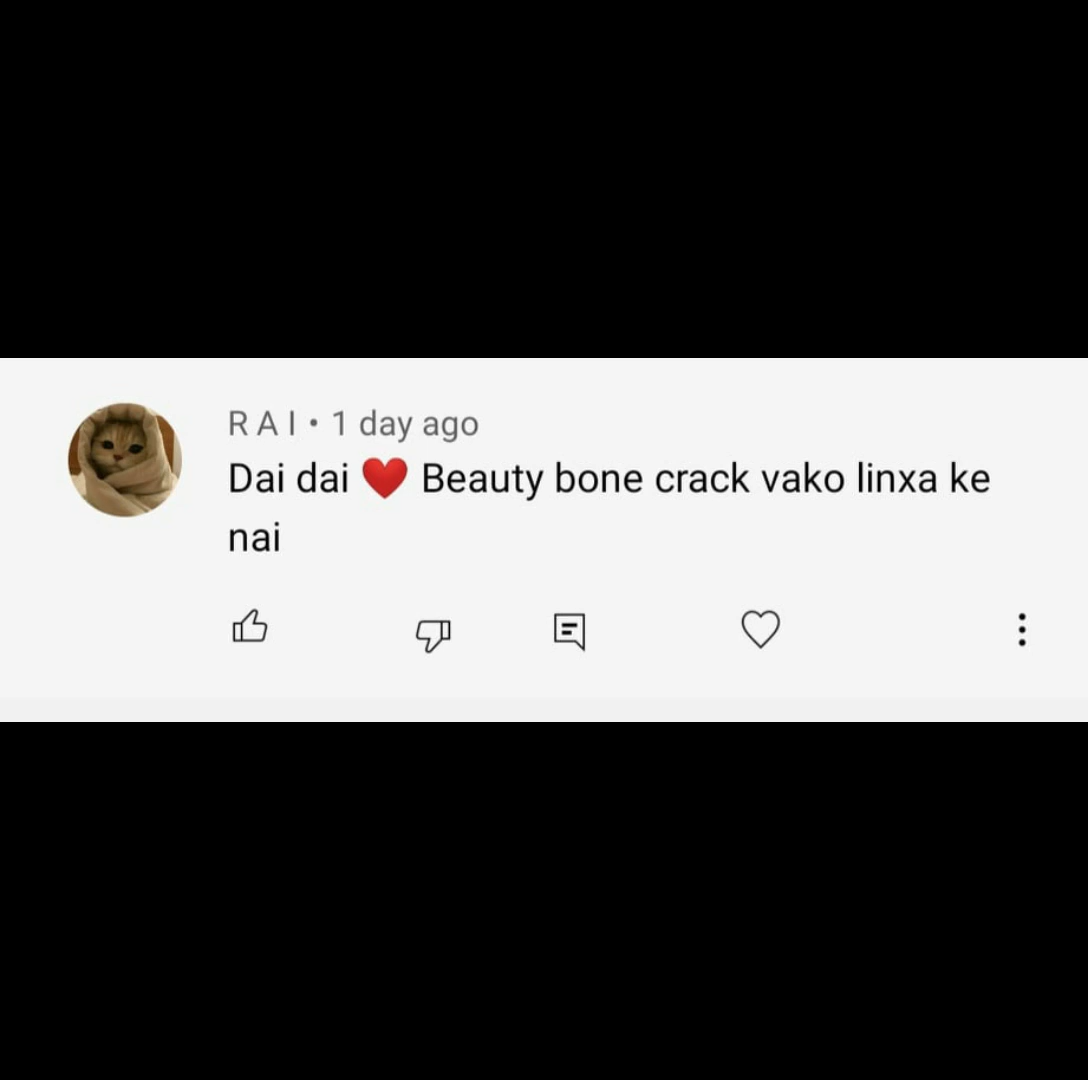 R A I • 1 day ago
Dai dai ❤️ Beauty bone crack vako linxa ke
nai